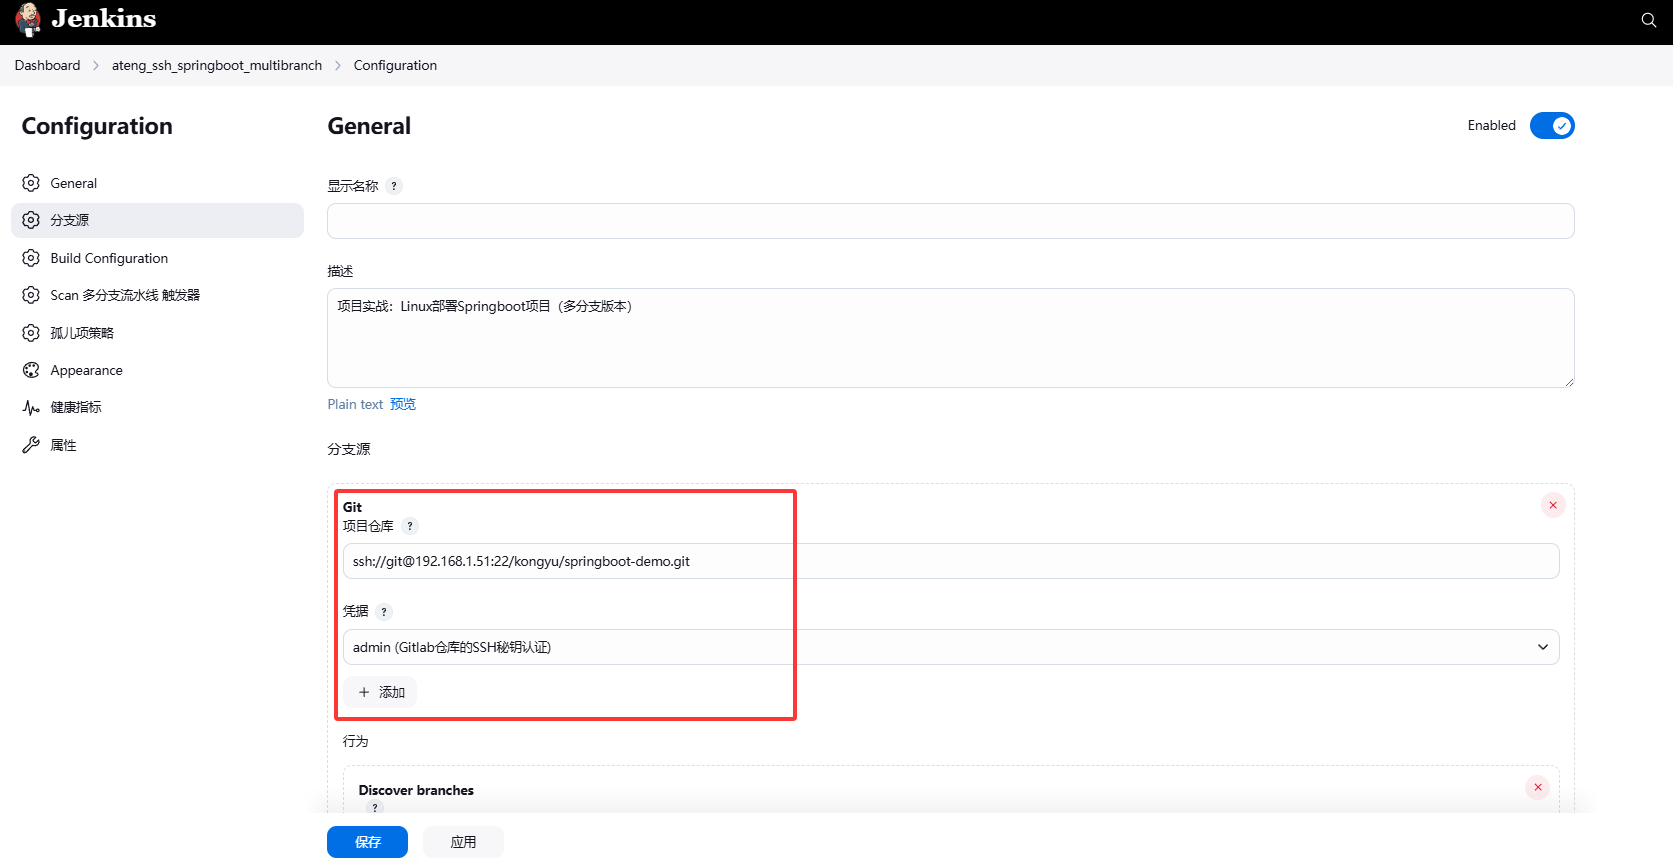 Jenkins
Dashboard > ateng_ssh_springboot_multibranch > Configuration
Configuration
General
分支源
Build Configuration
Scan 多分支流水线 触发器
孤儿项策略
Appearance
健康指标
属性
General
Enabled
显示名称 ?
描述
项目实战：Linux部署Springboot项目（多分支版本）
Plain text 预览
分支源
Git
项目仓库 ?
ssh://git@192.168.1.51:22/kongyu/springboot-demo.git
凭据 ?
admin (Gitlab仓库的SSH秘钥认证)
+ 添加
行为
Discover branches
?
保存 应用